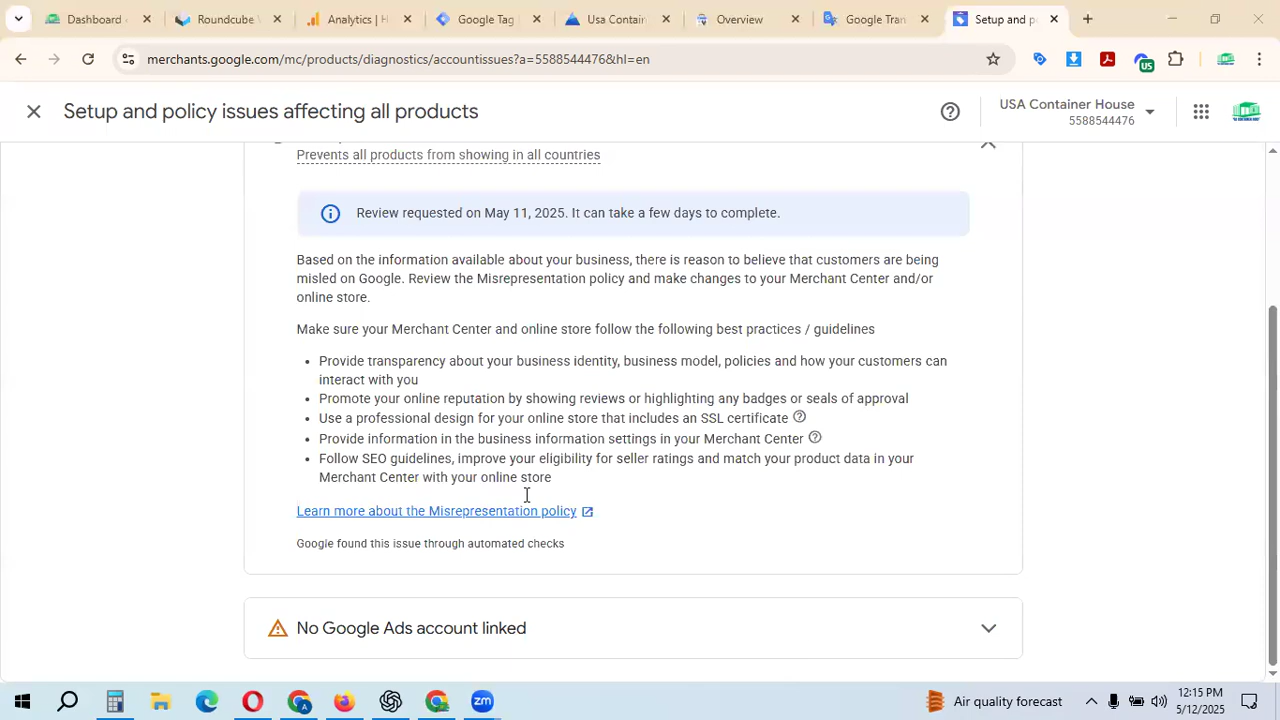 Dashboard
Roundcube
Analytics | H
Google Tag
Usa Contain
Overview
Google Tran
Setup and p
merchants.google.com/mc/products/diagnostics/accountissues?a=5588544476&hl=en
US
Setup and policy issues affecting all products
USA Container House
5588544476
Prevents all products from showing in all countries
Review requested on May 11, 2025. It can take a few days to complete.
Based on the information available about your business, there is reason to believe that customers are being
misled on Google. Review the Misrepresentation policy and make changes to your Merchant Center and/or
online store.
Make sure your Merchant Center and online store follow the following best practices / guidelines
• Provide transparency about your business identity, business model, policies and how your customers can
interact with you
• Promote your online reputation by showing reviews or highlighting any badges or seals of approval
• Use a professional design for your online store that includes an SSL certificate
• Provide information in the business information settings in your Merchant Center
• Follow SEO guidelines, improve your eligibility for seller ratings and match your product data in your
Merchant Center with your online store
Learn more about the Misrepresentation policy
Google found this issue through automated checks
No Google Ads account linked
zm
Air quality forecast
12:15 PM
5/12/2025